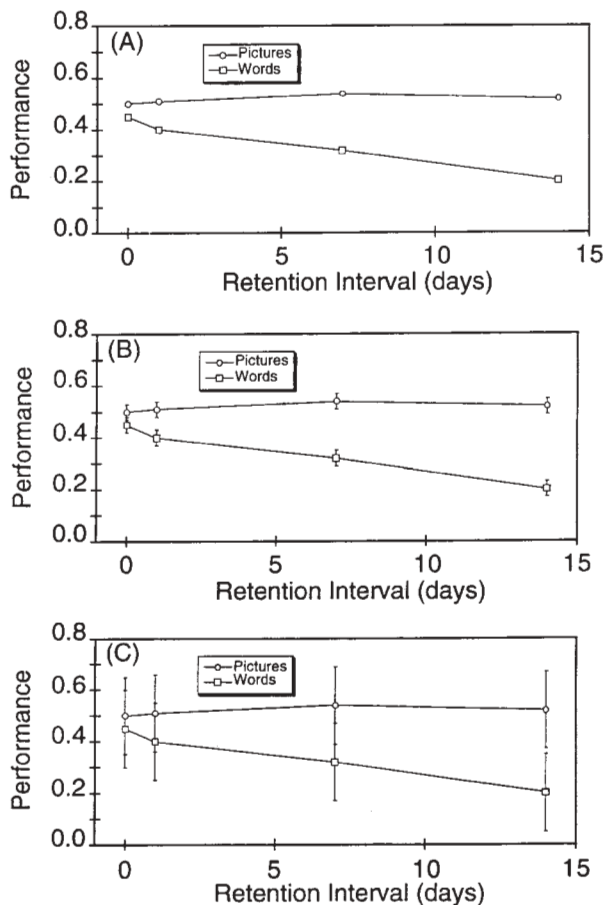 (A)
Pictures
Words
Performance
0.8
0.6
0.4
0.2
0.0
0 5 10 15
Retention Interval (days)
(B)
Pictures
Words
Performance
0.8
0.6
0.4
0.2
0.0
0 5 10 15
Retention Interval (days)
(C)
Pictures
Words
Performance
0.8
0.6
0.4
0.2
0.0
0 5 10 15
Retention Interval (days)